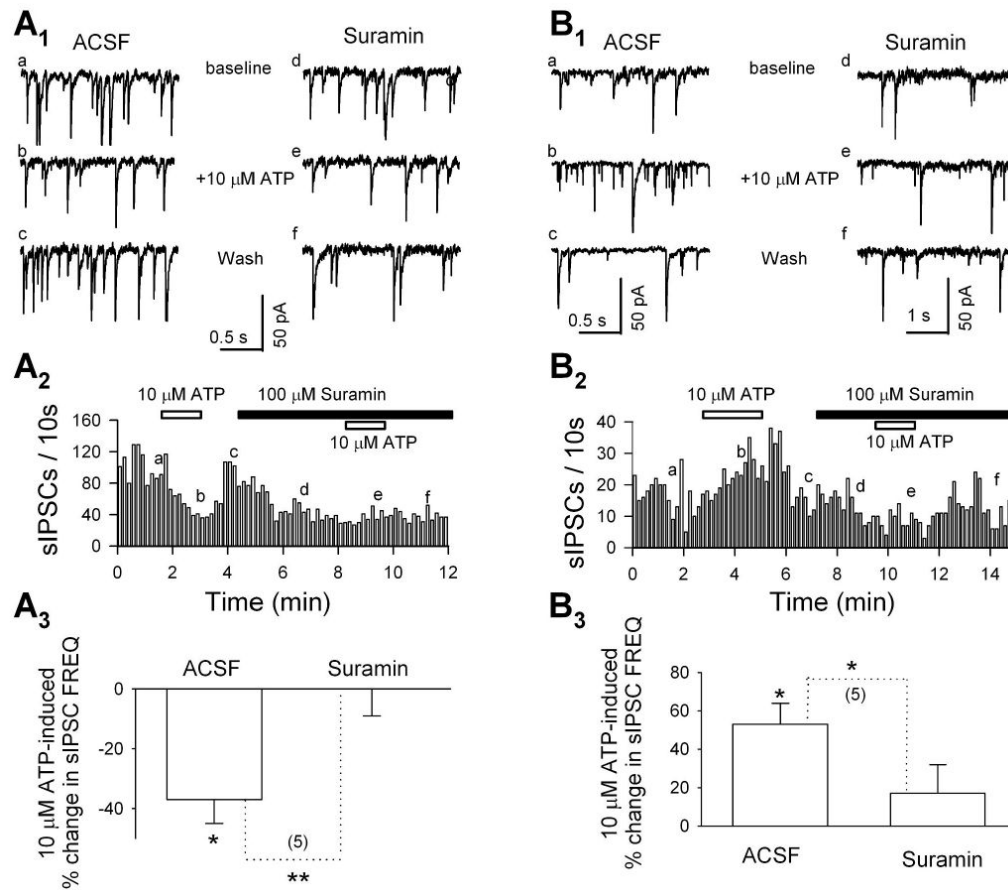 A1
ACSF
Suramin
a
baseline
d
b
+10 μM ATP
e
c
Wash
f
0.5 s
50 pA
B1
ACSF
Suramin
a
baseline
d
b
+10 μM ATP
e
c
Wash
f
0.5 s
50 pA
1 s
50 pA
A2
10 μM ATP
100 μM Suramin
10 μM ATP
sIPSCs / 10s
160
120
80
40
0
a
b
c
d
e
f
0 2 4 6 8 10 12
Time (min)
B2
10 μM ATP
100 μM Suramin
10 μM ATP
sIPSCs / 10s
40
30
20
10
0
a
b
c
d
e
f
0 2 4 6 8 10 12 14
Time (min)
A3
ACSF
Suramin
10 μM ATP-induced
% change in sIPSC FREQ
0
-20
-40
*
(5)
**
B3
10 μM ATP-induced
% change in sIPSC FREQ
80
60
40
20
0
*
*
(5)
ACSF
Suramin